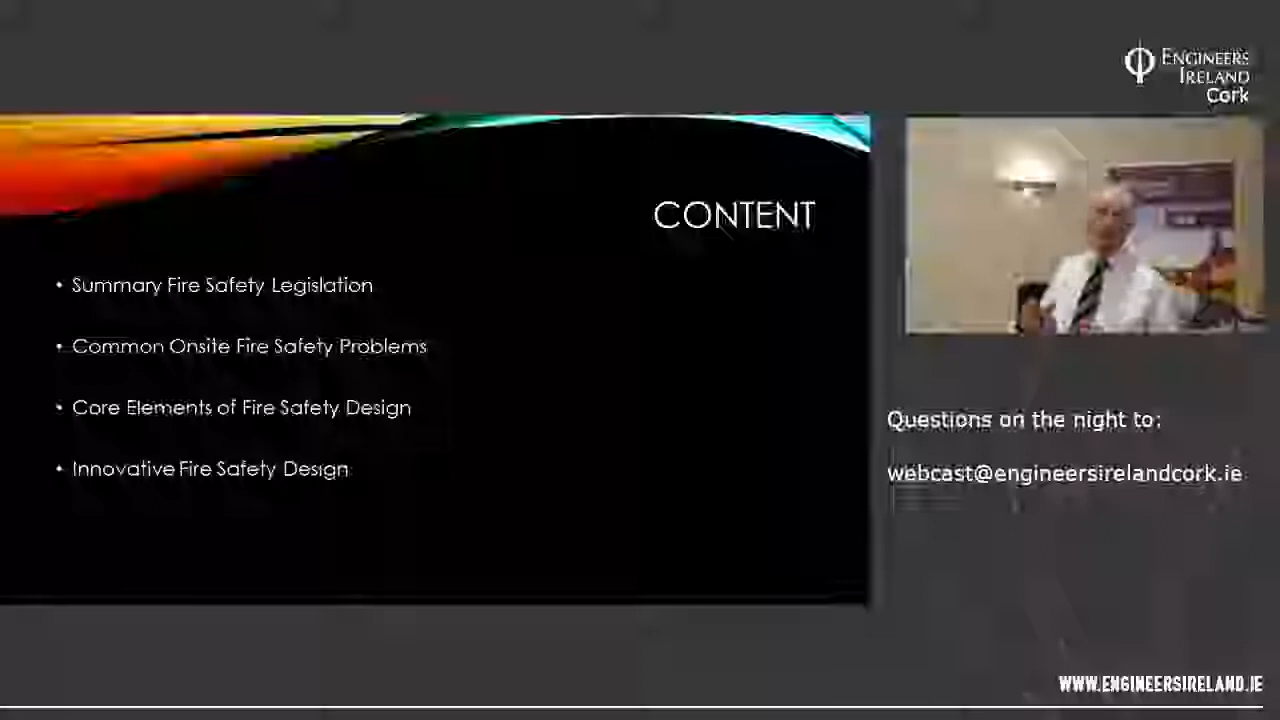 ENGINEERS
IRELAND
Cork
CONTENT
• Summary Fire Safety Legislation
• Common Onsite Fire Safety Problems
• Core Elements of Fire Safety Design
• Innovative Fire Safety Design
Questions on the night to:
webcast@engineersirelandcork.ie
WWW.ENGINEERSIRELAND.IE